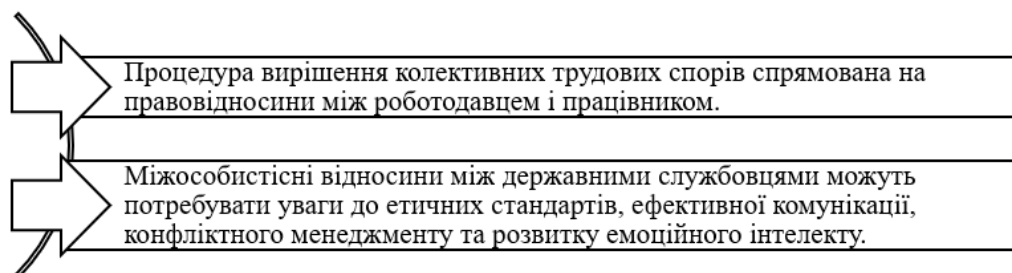 Процедура вирішення колективних трудових спорів спрямована на
правовідносини між роботодавцем і працівником.
Міжособистісні відносини між державними службовцями можуть
потребувати уваги до етичних стандартів, ефективної комунікації,
конфліктного менеджменту та розвитку емоційного інтелекту.